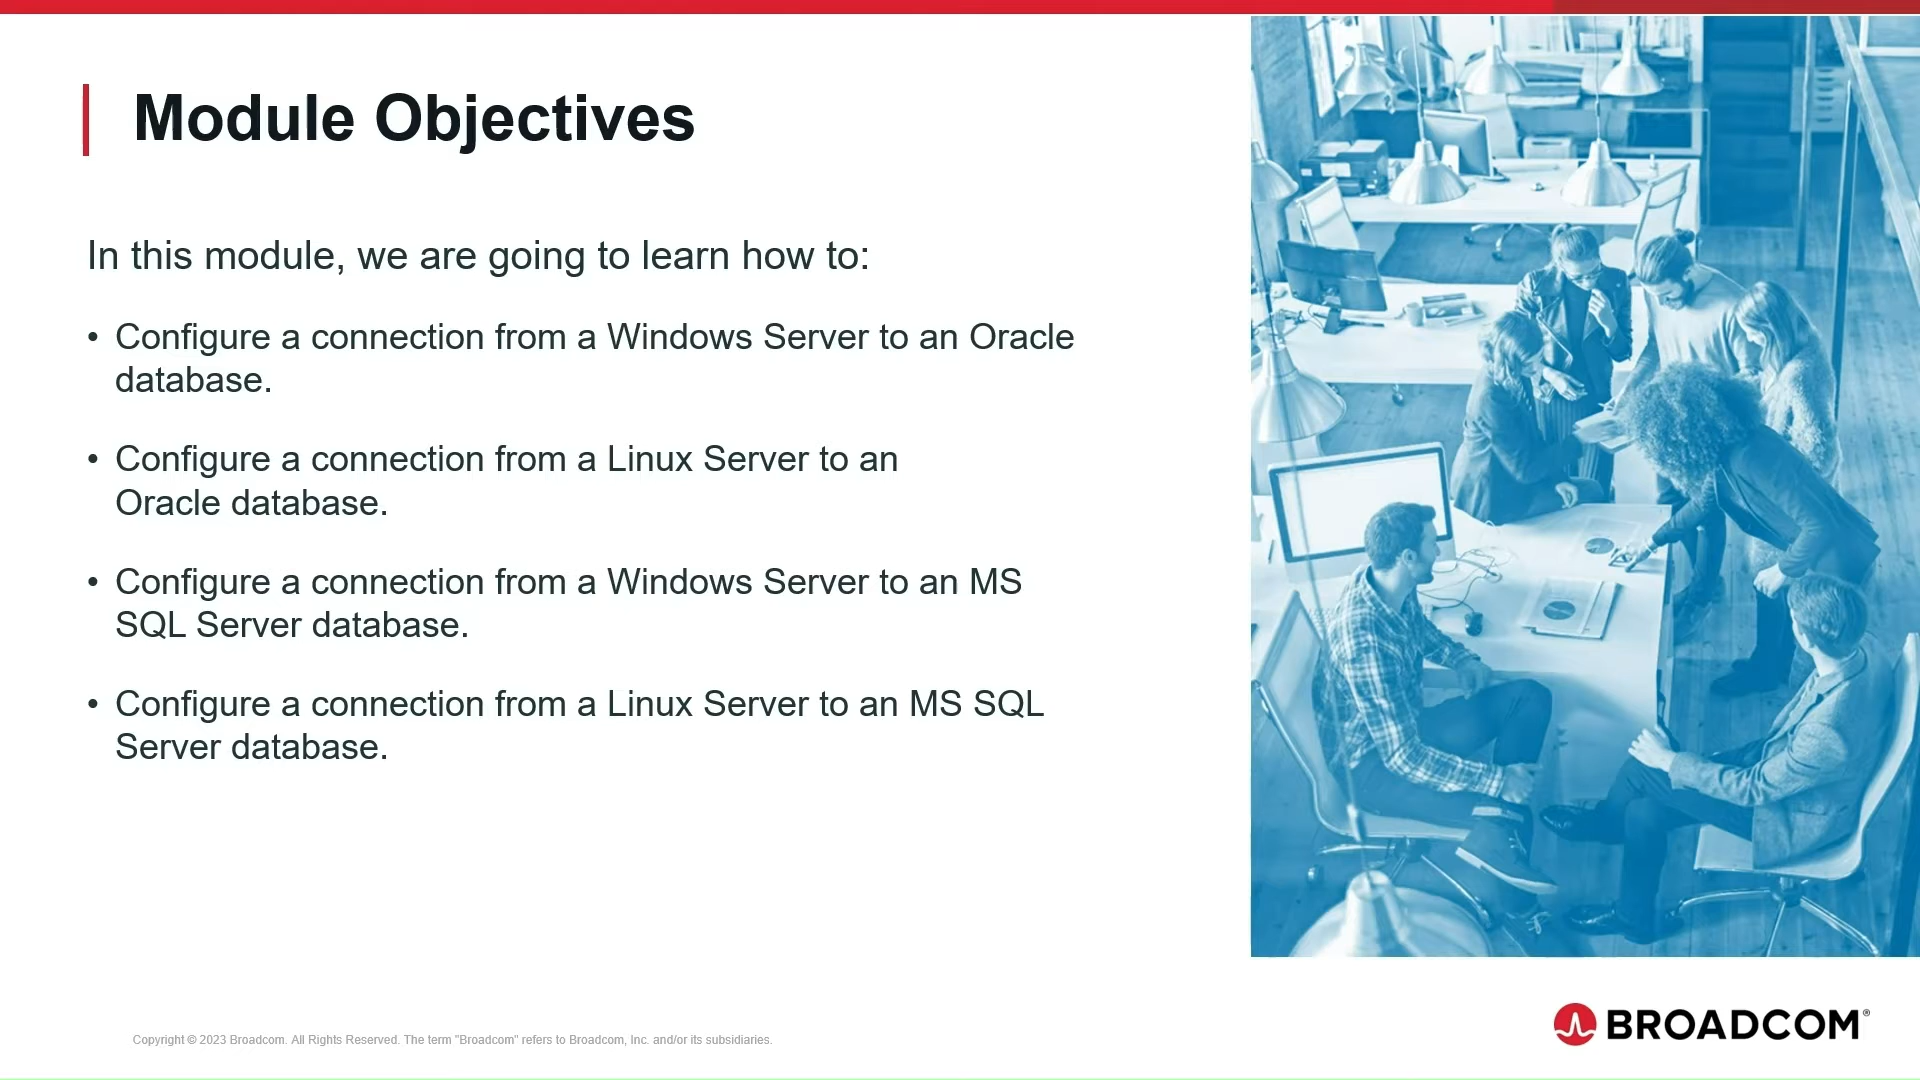 Module Objectives
In this module, we are going to learn how to:
• Configure a connection from a Windows Server to an Oracle
database.
• Configure a connection from a Linux Server to an
Oracle database.
• Configure a connection from a Windows Server to an MS
SQL Server database.
• Configure a connection from a Linux Server to an MS SQL
Server database.
Copyright © 2023 Broadcom. All Rights Reserved. The term "Broadcom" refers to Broadcom, Inc. and/or its subsidiaries.
BROADCOM®